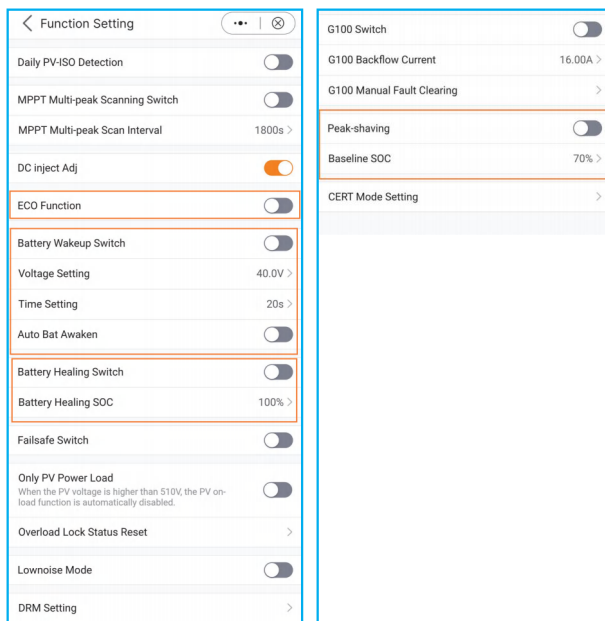 Function Setting
Daily PV-ISO Detection
MPPT Multi-peak Scanning Switch
MPPT Multi-peak Scan Interval 1800s
DC inject Adj
ECO Function
Battery Wakeup Switch
Voltage Setting 40.0V
Time Setting 20s
Auto Bat Awaken
Battery Healing Switch
Battery Healing SOC 100%
Failsafe Switch
Only PV Power Load
When the PV voltage is higher than 510V, the PV on-
load function is automatically disabled.
Overload Lock Status Reset
Lownoise Mode
DRM Setting
G100 Switch
G100 Backflow Current 16.00A
G100 Manual Fault Clearing
Peak-shaving
Baseline SOC 70%
CERT Mode Setting